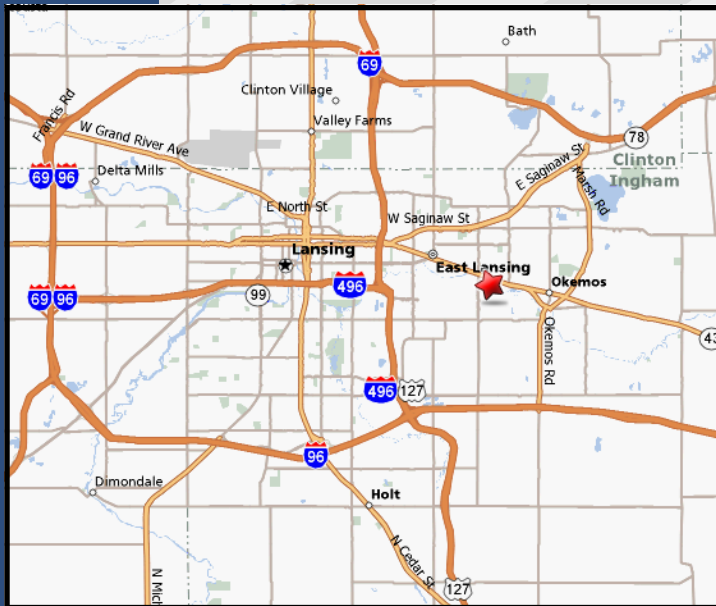 Bath
69
Clinton Village
Francis Rd
Valley Farms
W Grand River Ave
78
E Saginaw St
Clinton
Ingham
69 96
Delta Mills
Marsh Rd
E North St
W Saginaw St
Lansing
East Lansing
Okemos
69 96
99
496
43
Okemos Rd
496
127
96
Dimondale
Holt
N Cedar St
N Mich
127